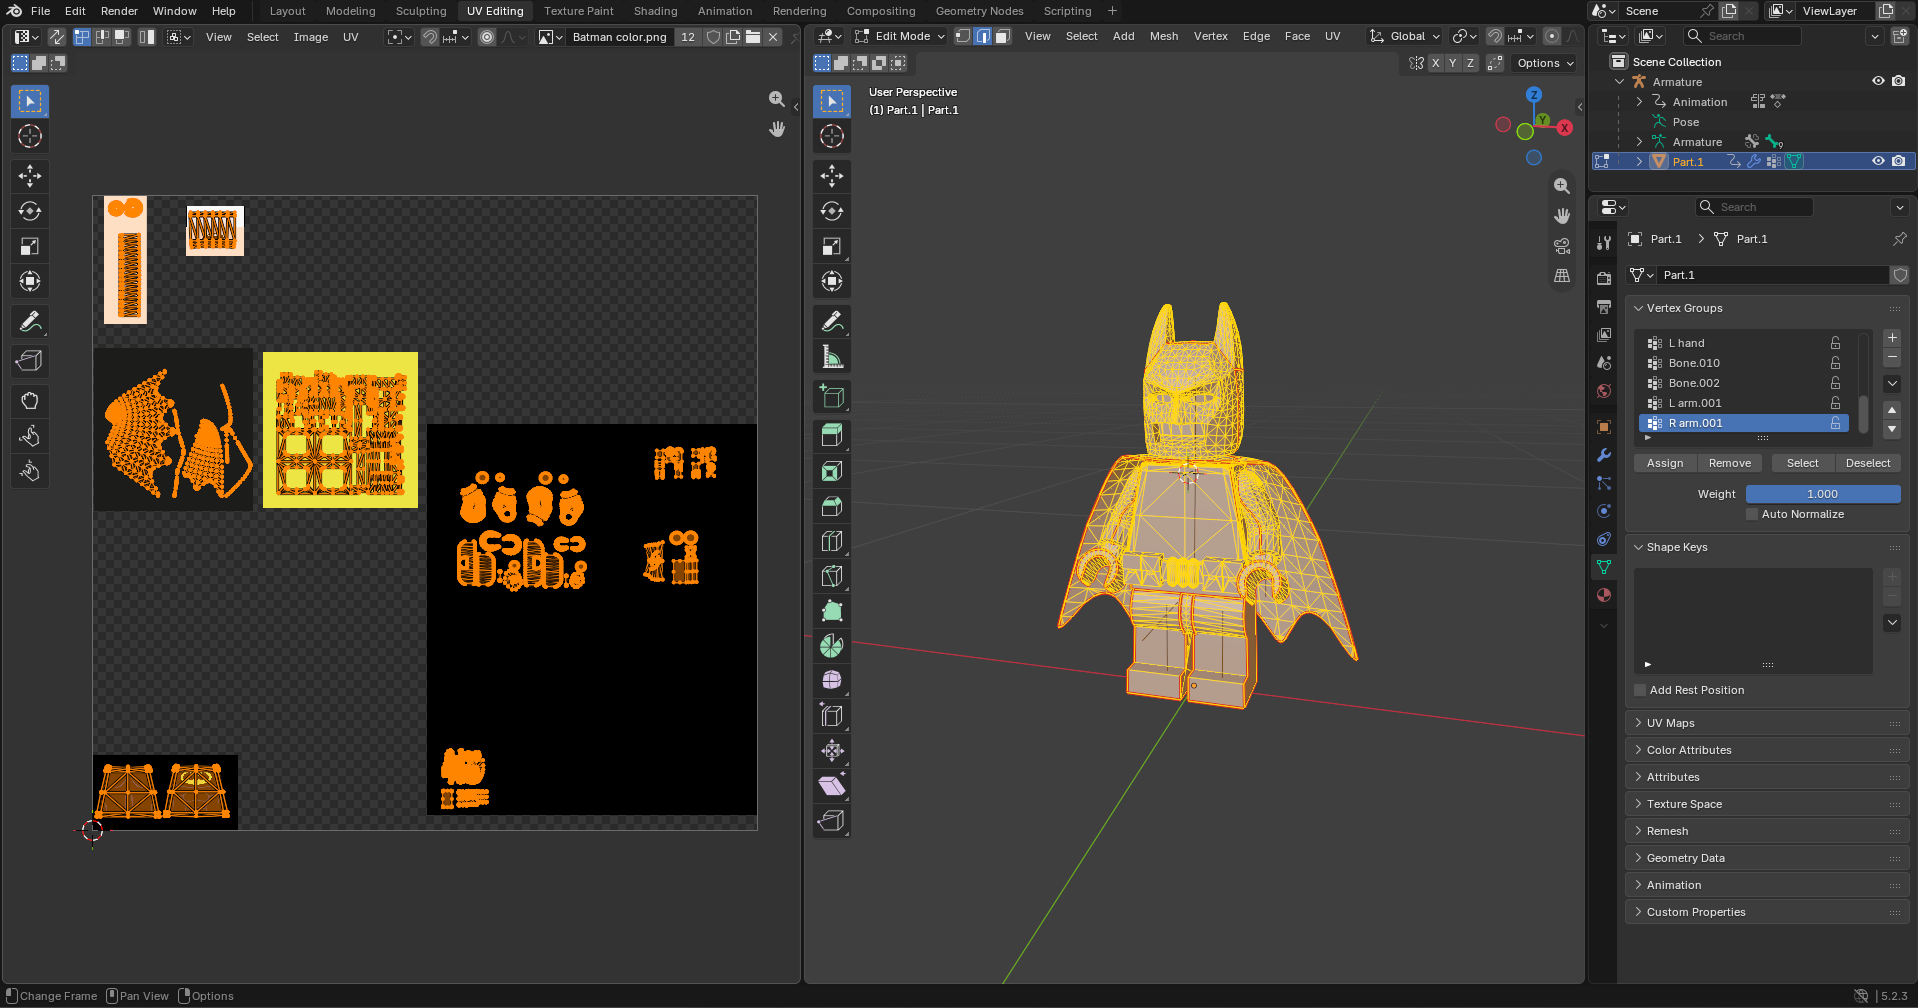 File Edit Render Window Help Layout Modeling Sculpting UV Editing Texture Paint Shading Animation Rendering Compositing Geometry Nodes Scripting + Scene ViewLayer
View Select Image UV Batman color.png 12 Edit Mode View Select Add Mesh Vertex Edge Face UV Global Search
X Y Z Options
User Perspective
(1) Part.1 | Part.1
Z
Y
X
Scene Collection
Armature
Animation
Pose
Armature
Part.1
Search
Part.1 > Part.1
Part.1
Vertex Groups
L hand
Bone.010
Bone.002
L arm.001
R arm.001
Assign Remove Select Deselect
Weight 1.000
Auto Normalize
Shape Keys
Add Rest Position
UV Maps
Color Attributes
Attributes
Texture Space
Remesh
Geometry Data
Animation
Custom Properties
Change Frame Pan View Options 5.2.3